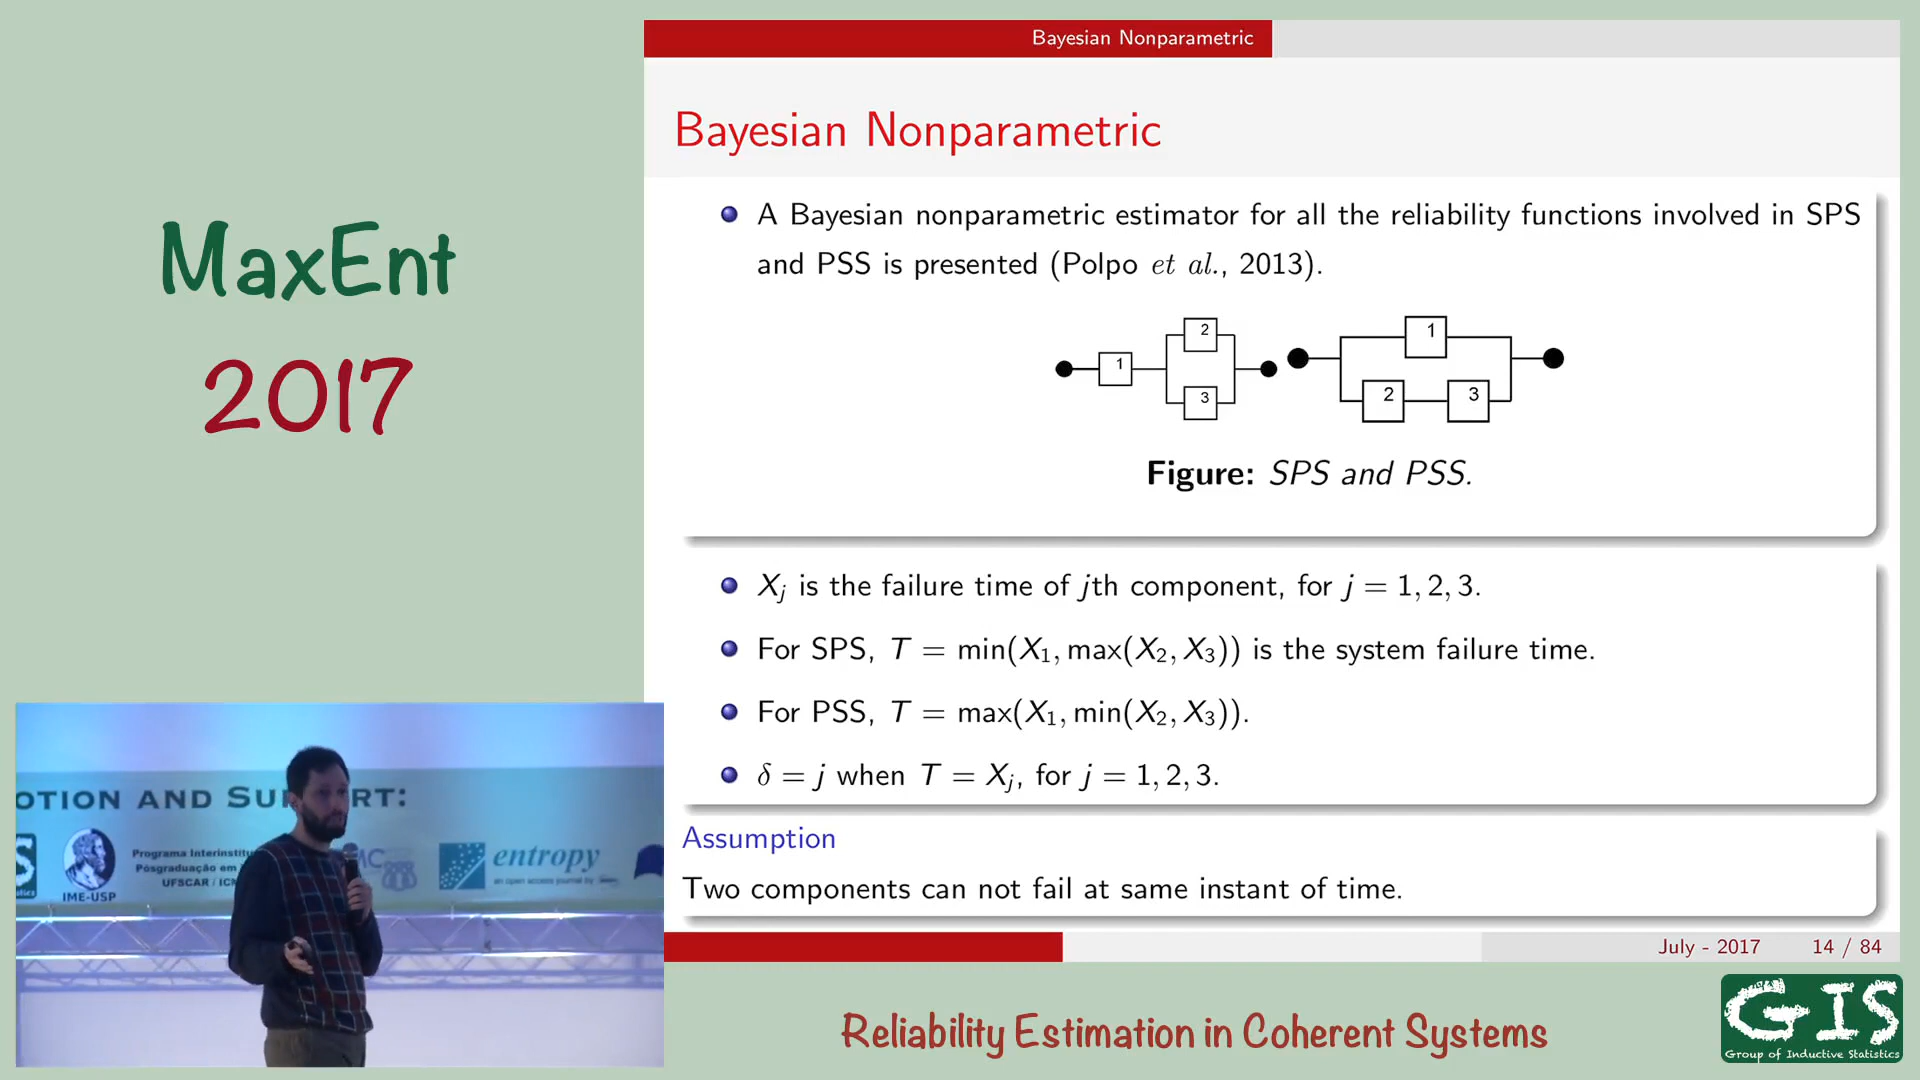 MaxEnt
2017
Bayesian Nonparametric
Bayesian Nonparametric
A Bayesian nonparametric estimator for all the reliability functions involved in SPS
and PSS is presented (Polpo et al., 2013).
1
2
3
1
2
3
Figure: SPS and PSS.
X_j is the failure time of jth component, for j = 1, 2, 3.
For SPS, T = min(X_1, max(X_2, X_3)) is the system failure time.
For PSS, T = max(X_1, min(X_2, X_3)).
δ = j when T = X_j, for j = 1, 2, 3.
Assumption
Two components can not fail at same instant of time.
July - 2017 14 / 84
OTION AND SU RT:
IME-USP
Programa Interinstit
Pósgraduação em
UFSCAR / ICM
entropy
an open access journal by
Reliability Estimation in Coherent Systems
GIS
Group of Inductive Statistics